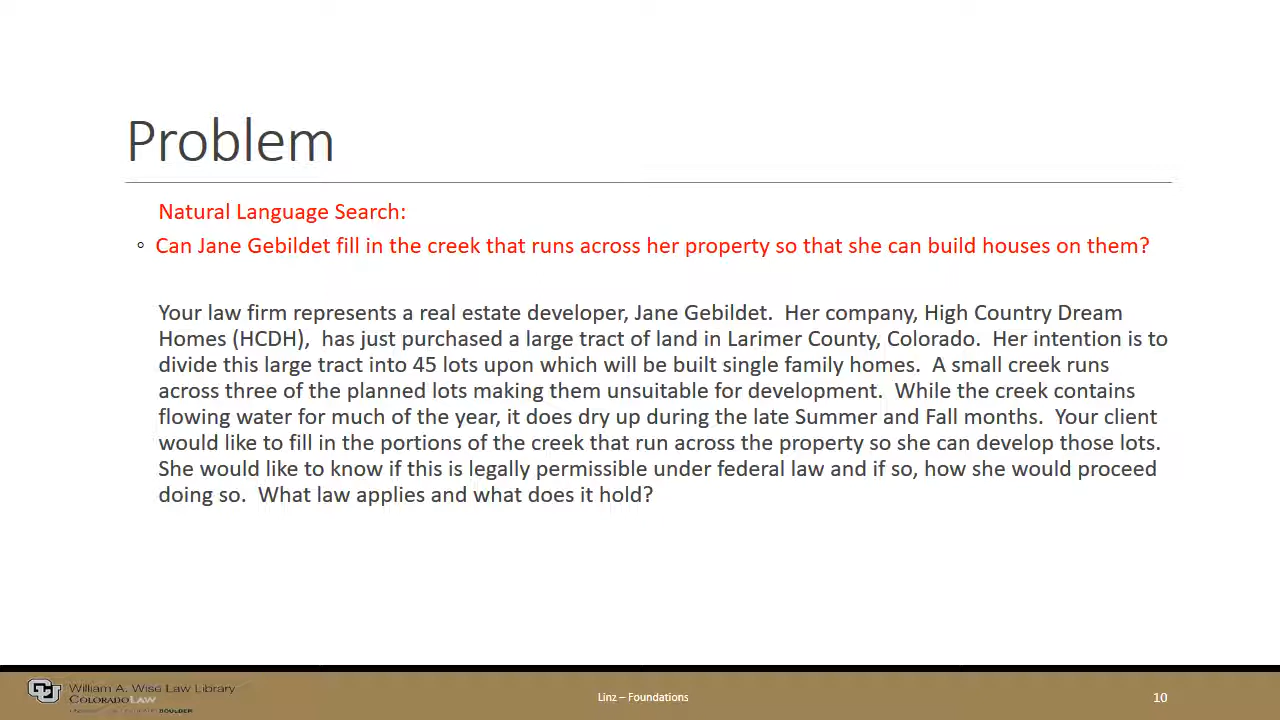 Problem
Natural Language Search:
◦ Can Jane Gebildet fill in the creek that runs across her property so that she can build houses on them?
Your law firm represents a real estate developer, Jane Gebildet.  Her company, High Country Dream
Homes (HCDH),  has just purchased a large tract of land in Larimer County, Colorado.  Her intention is to
divide this large tract into 45 lots upon which will be built single family homes.  A small creek runs
across three of the planned lots making them unsuitable for development.  While the creek contains
flowing water for much of the year, it does dry up during the late Summer and Fall months.  Your client
would like to fill in the portions of the creek that run across the property so she can develop those lots.
She would like to know if this is legally permissible under federal law and if so, how she would proceed
doing so.  What law applies and what does it hold?
William A. Wise Law Library
COLORADO LAW
BOULDER
Linz – Foundations
10